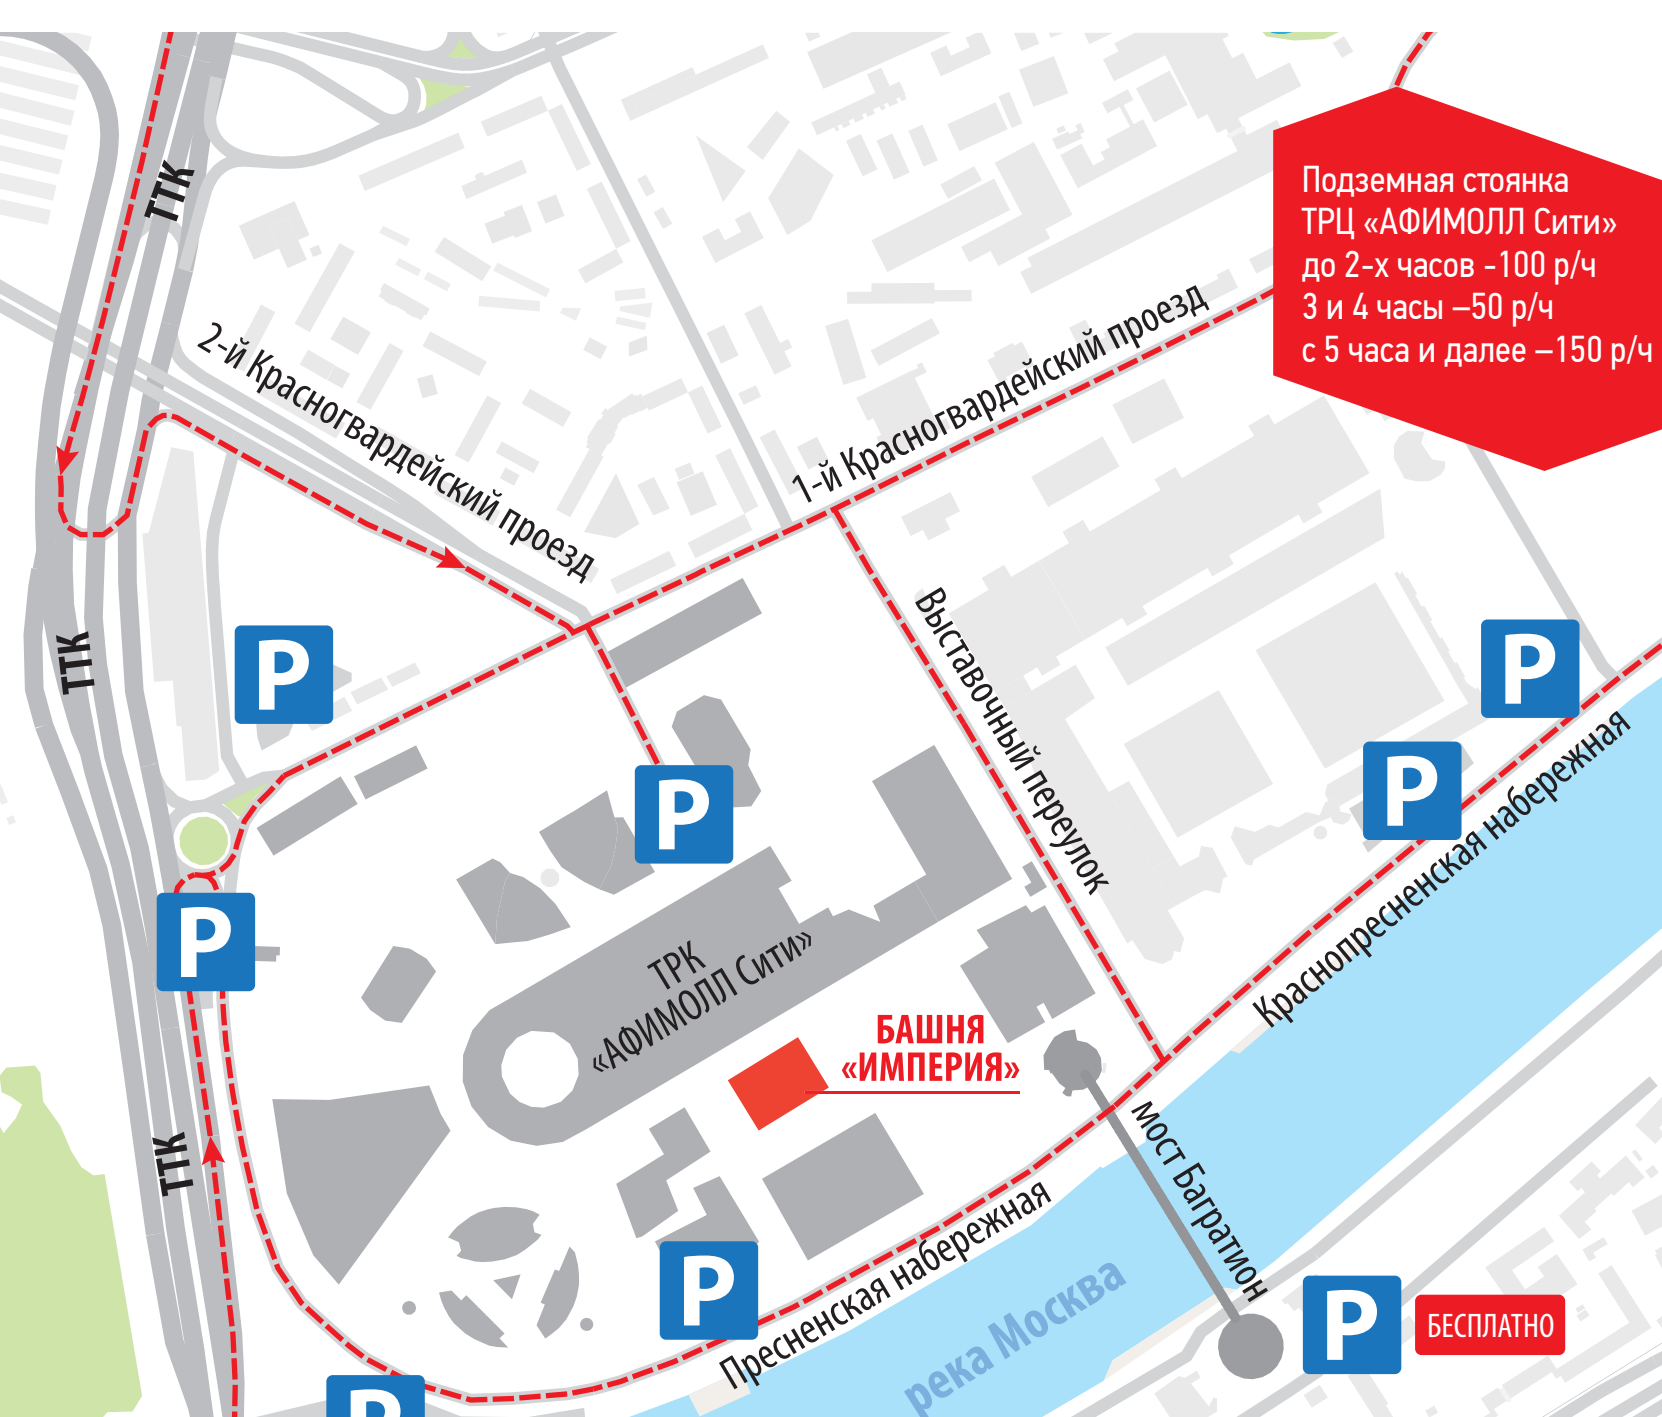 Подземная стоянка
ТРЦ «АФИМОЛЛ Сити»
до 2-х часов -100 р/ч
3 и 4 часы –50 р/ч
с 5 часа и далее –150 р/ч
ТТК
2-й Красногвардейский проезд
1-й Красногвардейский проезд
Выставочный переулок
ТТК
P
P
P
P
P
Краснопресненская набережная
ТРК
«АФИМОЛЛ Сити»
БАШНЯ
«ИМПЕРИЯ»
ТТК
мост Багратион
Пресненская набережная
P
река Москва
P
БЕСПЛАТНО
P